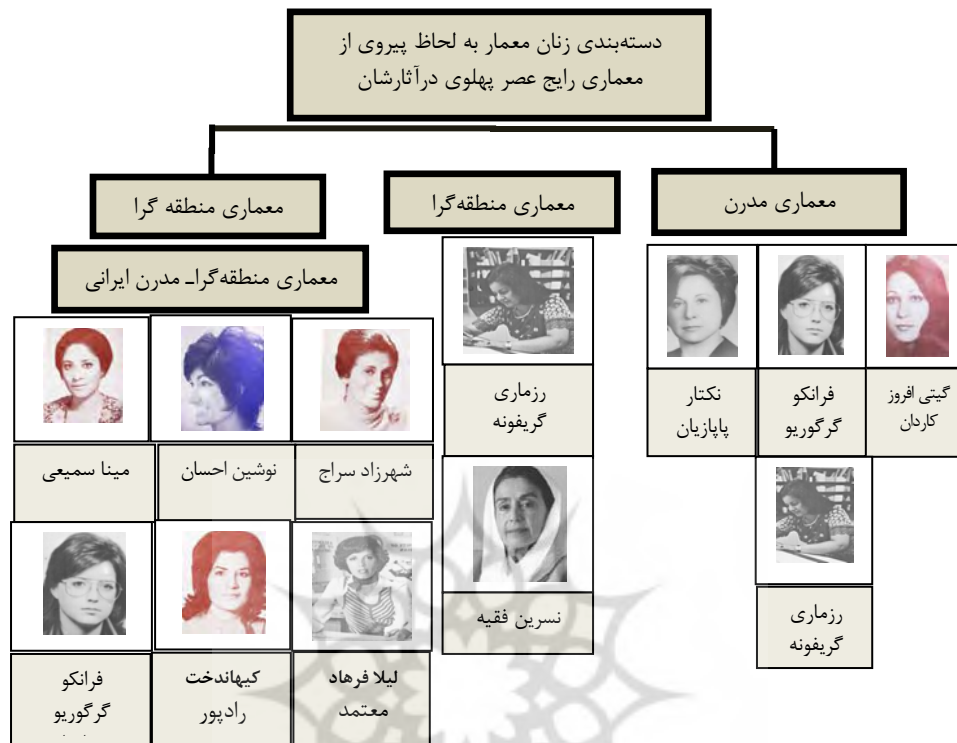 دسته‌بندی زنان معمار به لحاظ پیروی از
معماری رایج عصر پهلوی درآثارشان
معماری مدرن
معماری منطقه‌گرا
معماری منطقه گرا
معماری منطقه‌گرا‌ـ مدرن ایرانی
گیتی افروز
کاردان
فرانکو
گرگوریو
نکتار
پاپازیان
رزماری
گریفونه
رزماری
گریفونه
نسرین فقیه
شهرزاد سراج
نوشین احسان
مینا سمیعی
لیلا فرهاد
معتمد
کیهاندخت
رادپور
فرانکو
گرگوریو